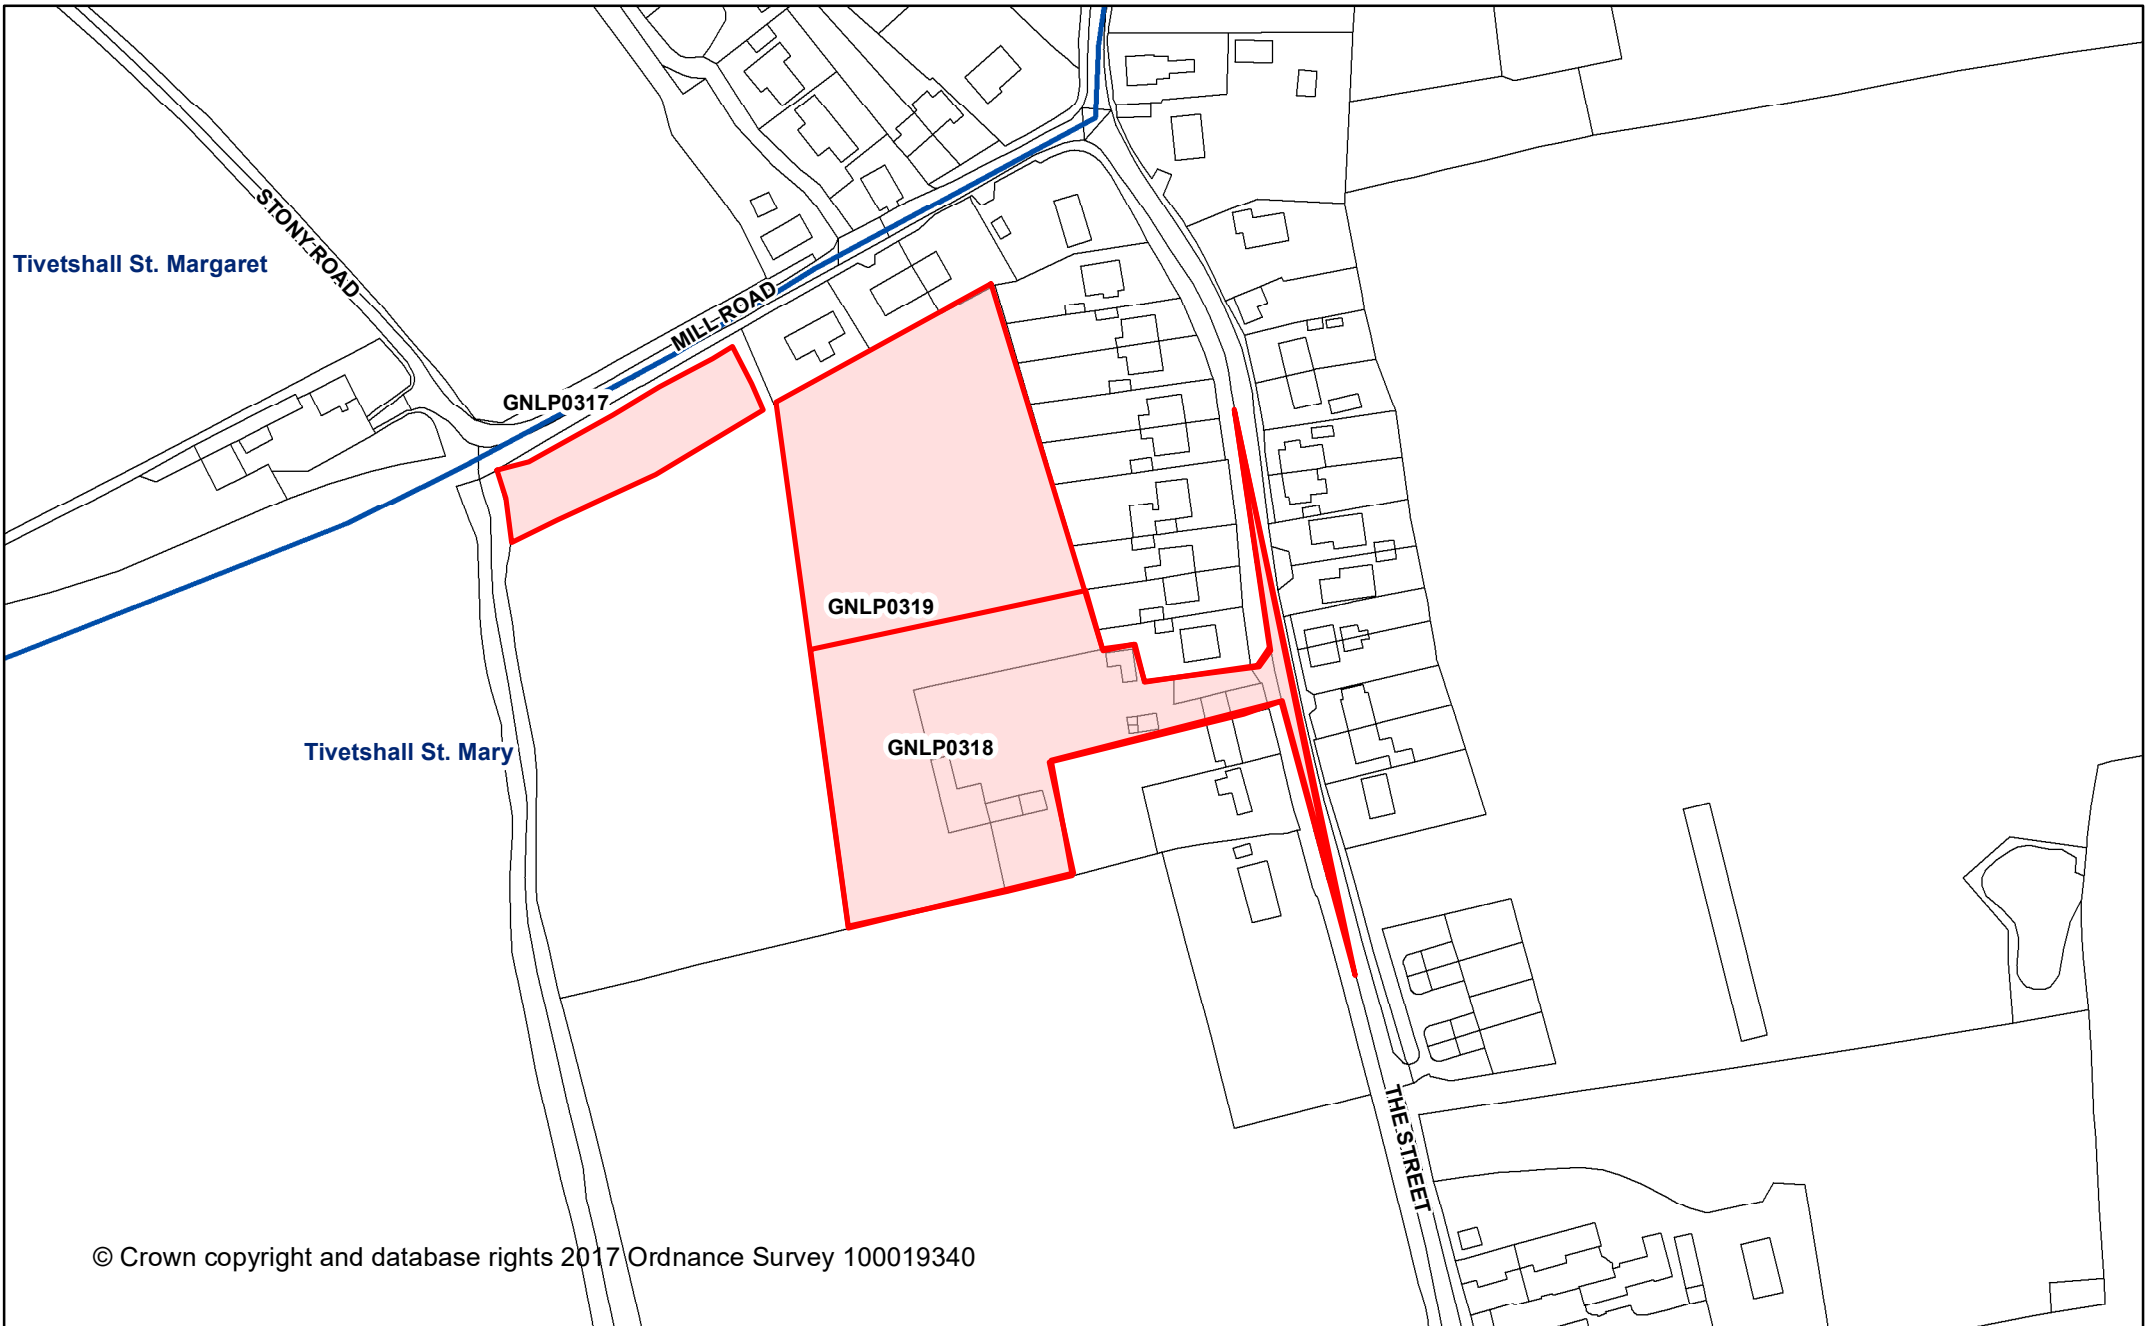 STONY ROAD
Tivetshall St. Margaret
MILL ROAD
GNLP0317
GNLP0319
GNLP0318
Tivetshall St. Mary
THE STREET
© Crown copyright and database rights 2017 Ordnance Survey 100019340